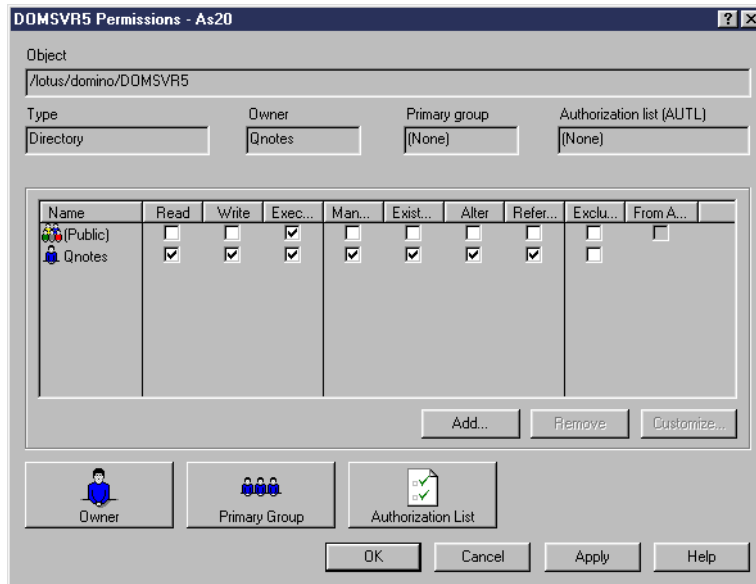 DOMSVR5 Permissions - As20
Object
/lotus/domino/DOMSVR5
Type Owner Primary group Authorization list (AUTL)
Directory Qnotes (None) (None)
Name Read Write Exec... Man... Exist... Alter Refer... Exclu... From A...
(Public)
Qnotes
Add... Remove Customize...
Owner Primary Group Authorization List
OK Cancel Apply Help